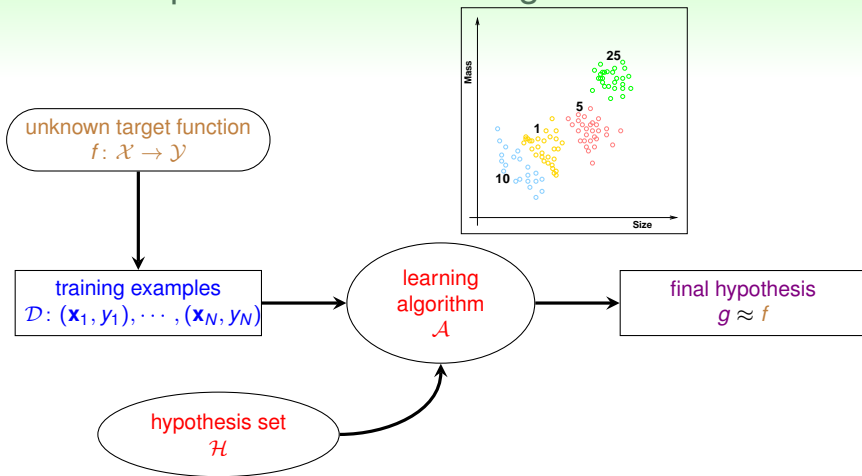 25
Mass
5
1
10
Size
unknown target function
f : 𝒳 → 𝒴
training examples
𝒟 : (𝐱₁, y₁), · · · , (𝐱_N, y_N)
learning
algorithm
𝒜
final hypothesis
g ≈ f
hypothesis set
ℋ